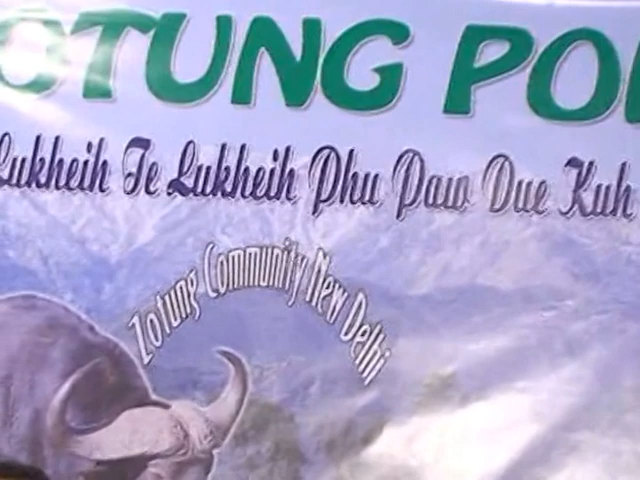 OTUNG PO
Lukheih Te Lukheih Phu Paw Due Kuh
Zotung Community New Delhi